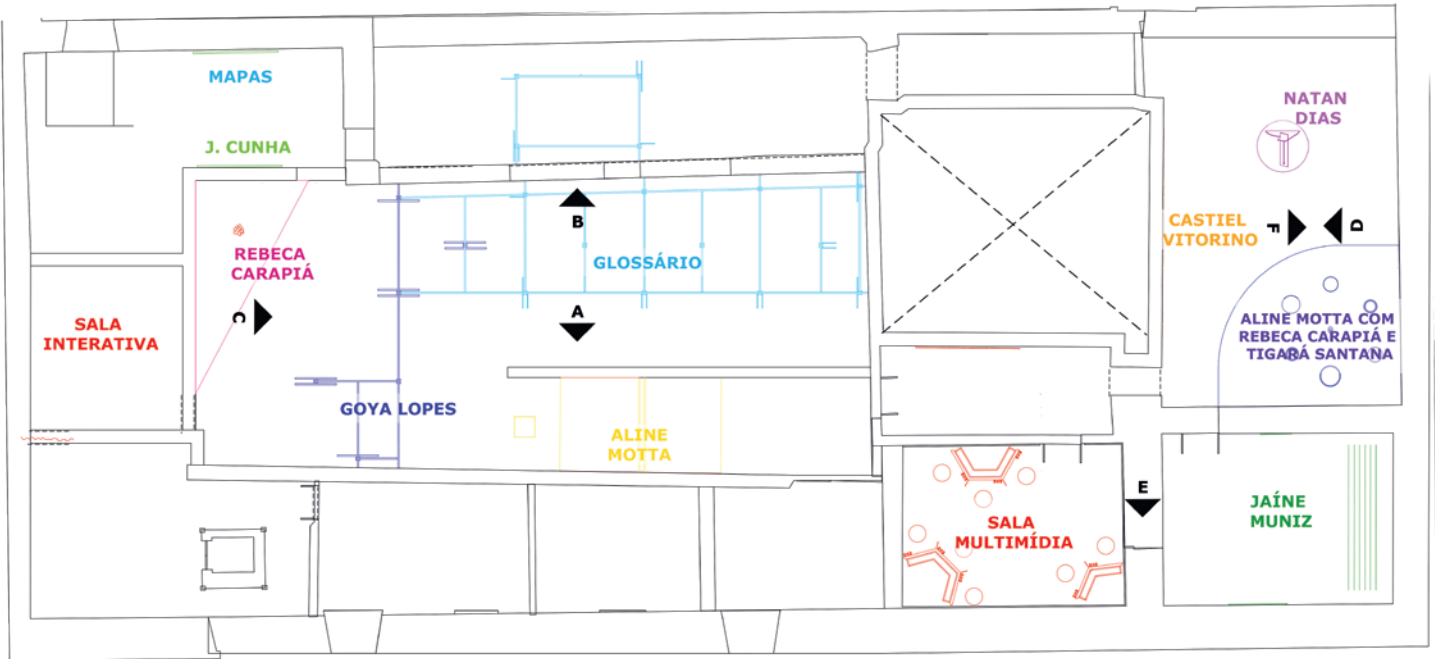 MAPAS
J. CUNHA
NATAN
DIAS
B
CASTIEL
VITORINO
F
D
REBECA
CARAPIÁ
GLOSSÁRIO
C
A
SALA
INTERATIVA
ALINE MOTTA COM
REBECA CARAPIÁ E
TIGARÁ SANTANA
GOYA LOPES
ALINE
MOTTA
E
SALA
MULTIMÍDIA
JAÍNE
MUNIZ